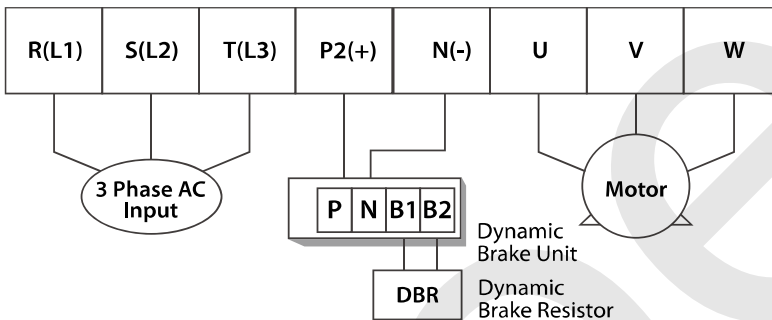 R(L1) S(L2) T(L3) P2(+) N(-) U V W
3 Phase AC
Input
Motor
P N B1 B2
Dynamic
Brake Unit
DBR
Dynamic
Brake Resistor